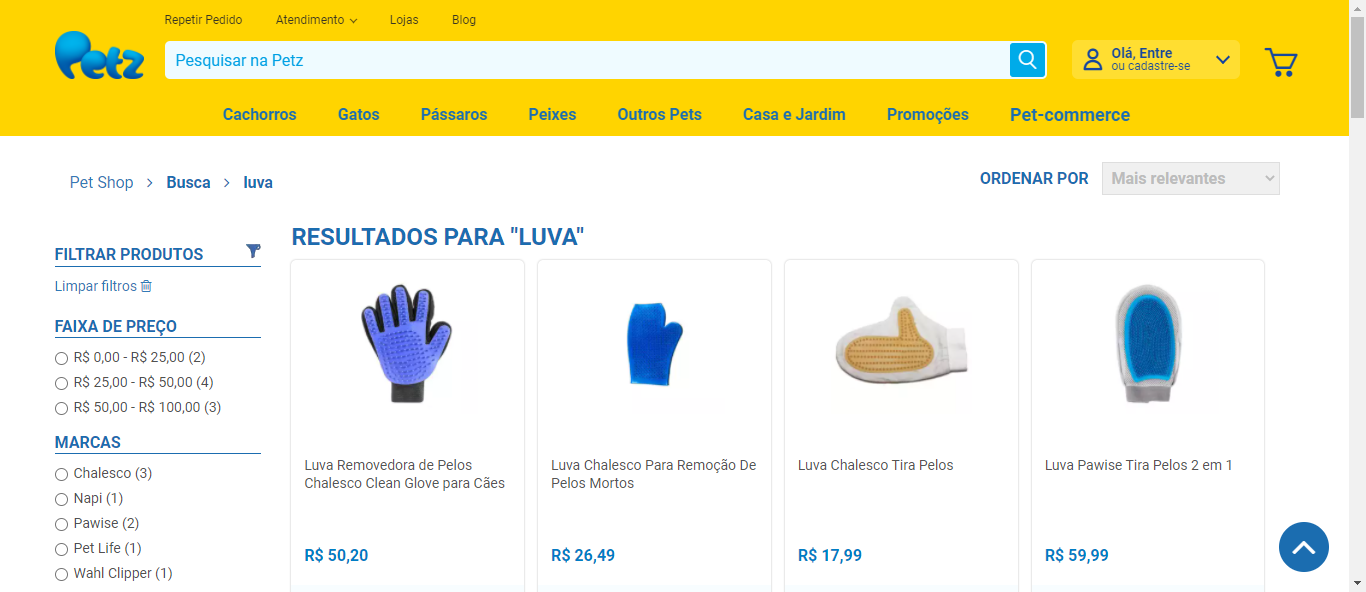 Repetir Pedido
Atendimento
Lojas
Blog
Petz
Pesquisar na Petz
Olá, Entre
ou cadastre-se
Cachorros
Gatos
Pássaros
Peixes
Outros Pets
Casa e Jardim
Promoções
Pet-commerce
Pet Shop > Busca > luva
ORDENAR POR
Mais relevantes
FILTRAR PRODUTOS
Limpar filtros
FAIXA DE PREÇO
R$ 0,00 - R$ 25,00 (2)
R$ 25,00 - R$ 50,00 (4)
R$ 50,00 - R$ 100,00 (3)
MARCAS
Chalesco (3)
Napi (1)
Pawise (2)
Pet Life (1)
Wahl Clipper (1)
RESULTADOS PARA "LUVA"
Luva Removedora de Pelos
Chalesco Clean Glove para Cães
R$ 50,20
Luva Chalesco Para Remoção De
Pelos Mortos
R$ 26,49
Luva Chalesco Tira Pelos
R$ 17,99
Luva Pawise Tira Pelos 2 em 1
R$ 59,99